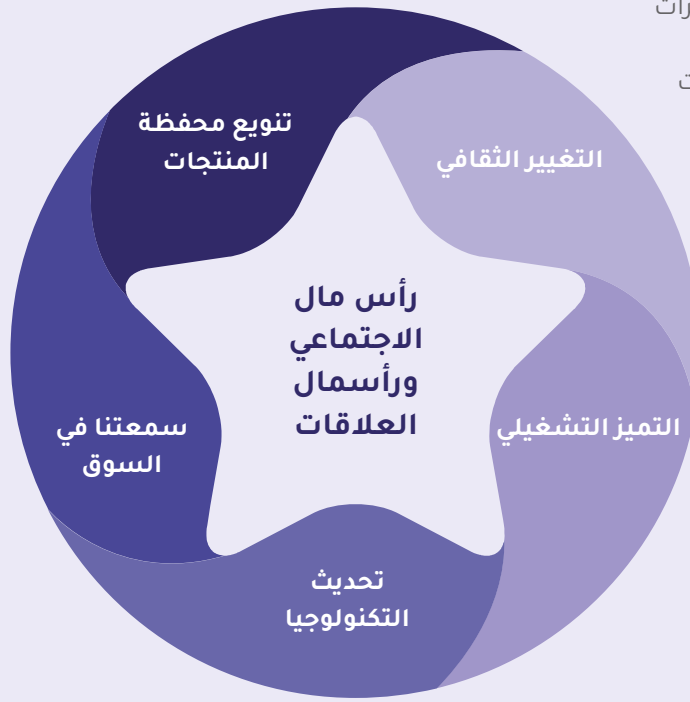 تنويع محفظة
المنتجات
التغيير الثقافي
رأس مال
الاجتماعي
ورأسمال
العلاقات
التميز التشغيلي
سمعتنا في
السوق
تحديث
التكنولوجيا